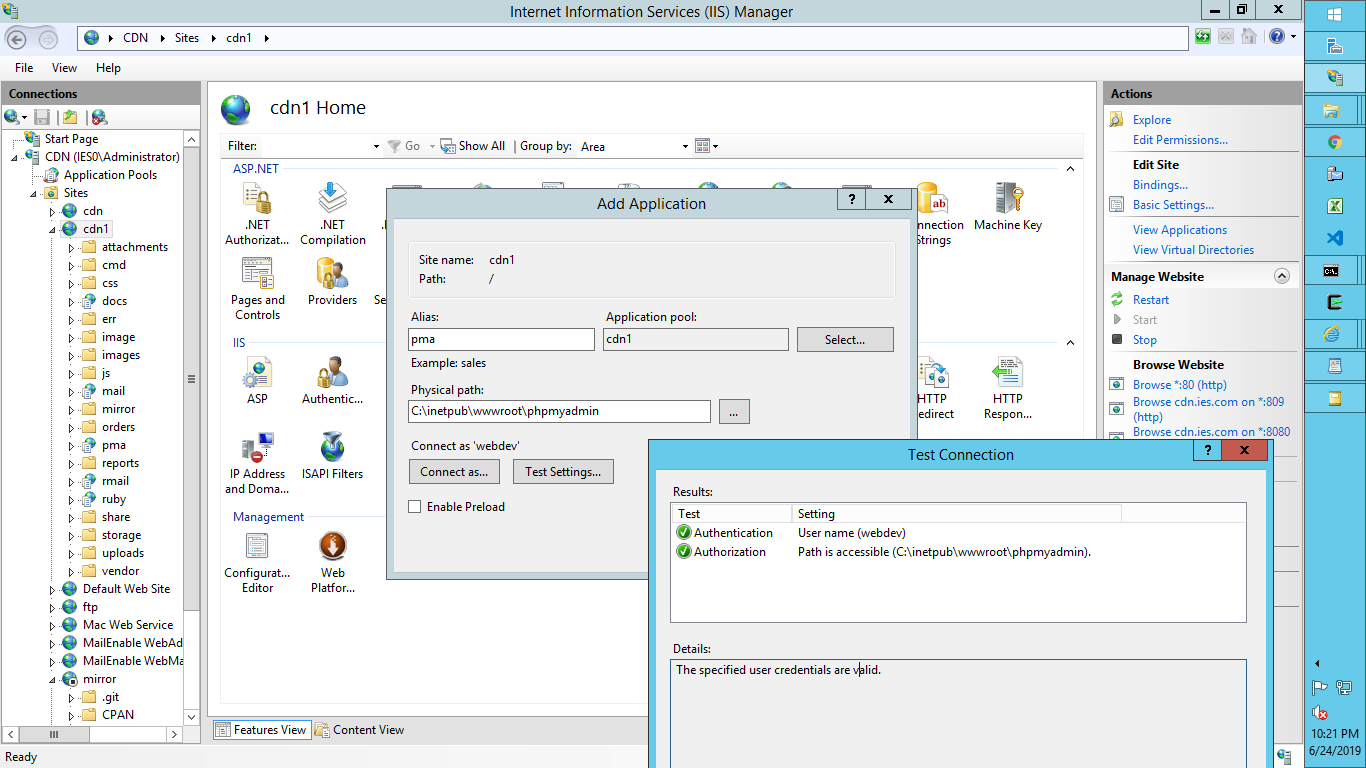 Internet Information Services (IIS) Manager
CDN Sites cdn1
File View Help
Connections
Start Page
CDN (IES0\Administrator)
Application Pools
Sites
cdn
cdn1
attachments
cmd
css
docs
err
image
images
js
mail
mirror
orders
pma
reports
rmail
ruby
share
storage
uploads
vendor
Default Web Site
ftp
Mac Web Service
MailEnable WebAd
MailEnable WebMa
mirror
.git
CPAN
cdn1 Home
Filter: Go Show All Group by: Area
ASP.NET
.NET Authorizat...
.NET Compilation
Machine Key
Strings
Pages and Controls
Providers
IIS
ASP
Authentic...
HTTP
HTTP Respon...
IP Address and Doma...
ISAPI Filters
Management
Configurat... Editor
Web Platfor...
Features View Content View
Ready
Add Application
?
Site name: cdn1
Path: /
Alias:
pma
Application pool:
cdn1
Select...
Example: sales
Physical path:
C:\inetpub\wwwroot\phpmyadmin
...
Connect as 'webdev'
Connect as...
Test Settings...
Enable Preload
Test Connection
?
Results:
Test Setting
Authentication User name (webdev)
Authorization Path is accessible (C:\inetpub\wwwroot\phpmyadmin).
Details:
The specified user credentials are valid.
Actions
Explore
Edit Permissions...
Edit Site
Bindings...
Basic Settings...
View Applications
View Virtual Directories
Manage Website
Restart
Start
Stop
Browse Website
Browse *:80 (http)
Browse cdn.ies.com on *:809
(http)
Browse cdn.ies.com on *:8080
10:21 PM
6/24/2019